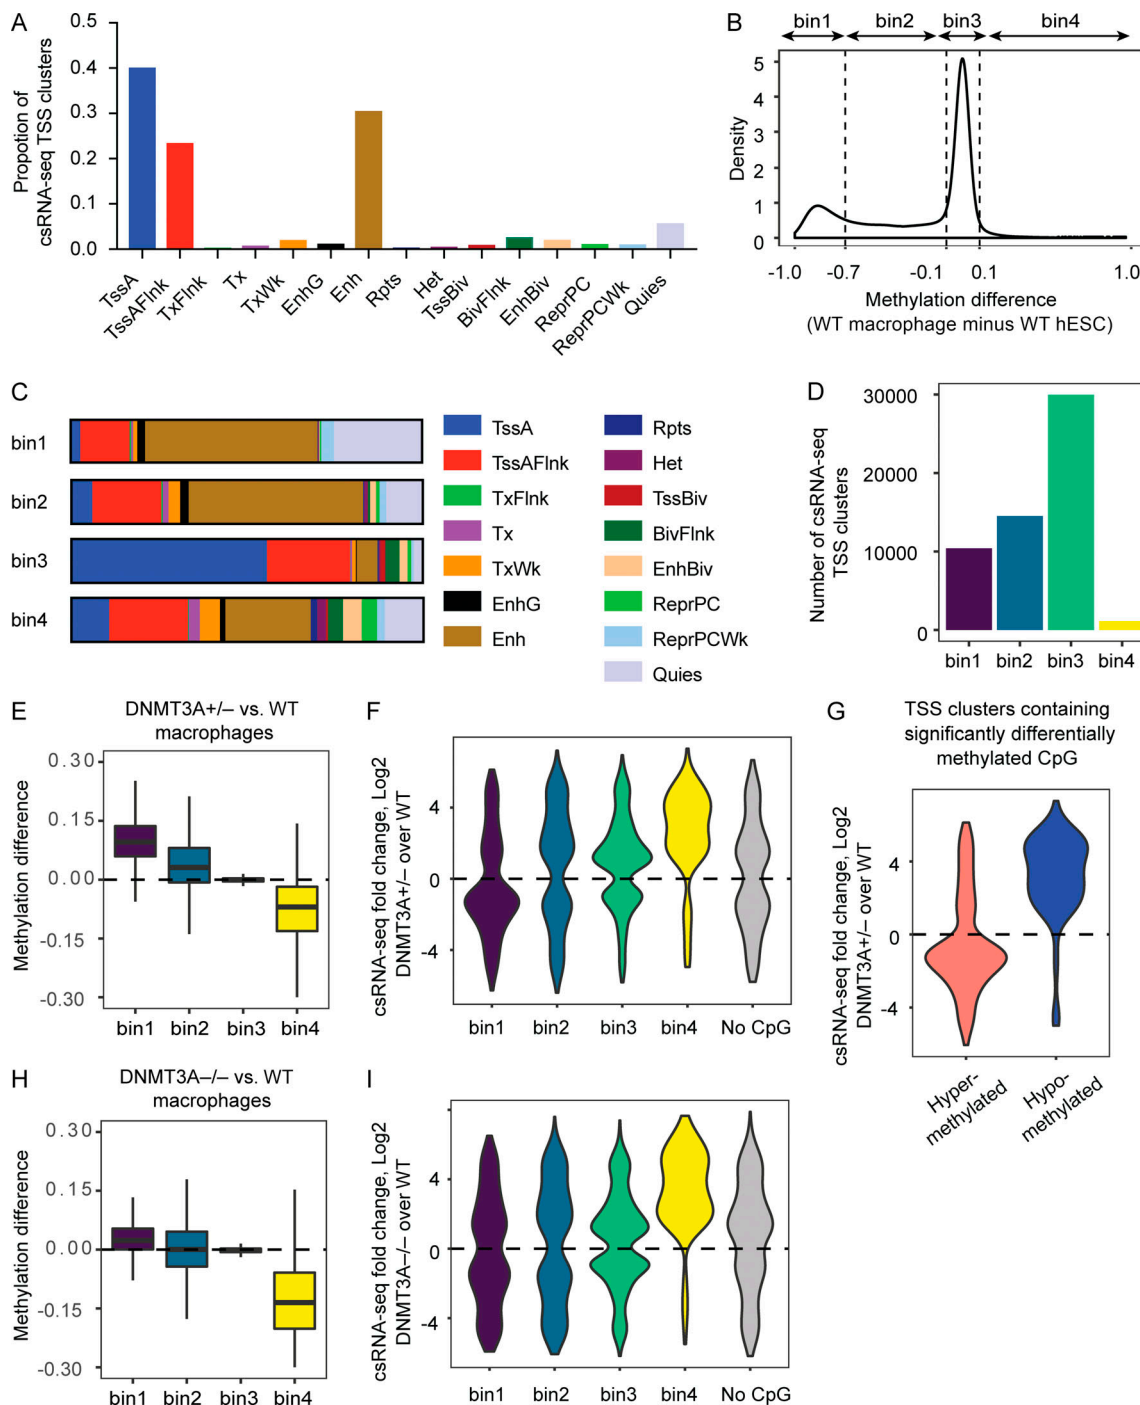 A
Propotion of
csRNA-seq TSS clusters
0.5
0.4
0.3
0.2
0.1
0.0
TssA
TssAFlnk
TxFlnk
Tx
TxWk
EnhG
Enh
Rpts
Het
TssBiv
BivFlnk
EnhBiv
ReprPC
ReprPCWk
Quies
B
bin1 bin2 bin3 bin4
Density
5
4
3
2
1
0
-1.0 -0.7 -0.1 0.1 1.0
Methylation difference
(WT macrophage minus WT hESC)
C
bin1
bin2
bin3
bin4
TssA
TssAFlnk
TxFlnk
Tx
TxWk
EnhG
Enh
Rpts
Het
TssBiv
BivFlnk
EnhBiv
ReprPC
ReprPCWk
Quies
D
Number of csRNA-seq
TSS clusters
30000
20000
10000
0
bin1 bin2 bin3 bin4
E
DNMT3A+/– vs. WT
macrophages
Methylation difference
0.30
0.15
0.00
-0.15
-0.30
bin1 bin2 bin3 bin4
F
csRNA-seq fold change, Log2
DNMT3A+/– over WT
4
0
-4
bin1 bin2 bin3 bin4 No CpG
G
TSS clusters containing
significantly differentially
methylated CpG
csRNA-seq fold change, Log2
DNMT3A+/– over WT
4
0
-4
Hyper-
methylated
Hypo-
methylated
H
DNMT3A–/– vs. WT
macrophages
Methylation difference
0.30
0.15
0.00
-0.15
-0.30
bin1 bin2 bin3 bin4
I
csRNA-seq fold change, Log2
DNMT3A–/– over WT
4
0
-4
bin1 bin2 bin3 bin4 No CpG